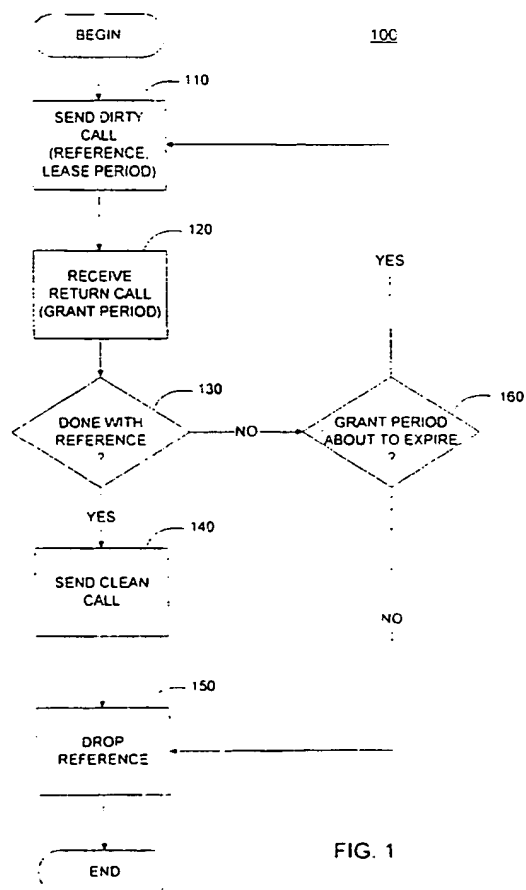 BEGIN
100
110
SEND DIRTY
CALL
(REFERENCE,
LEASE PERIOD)
120
RECEIVE
RETURN CALL
(GRANT PERIOD)
YES
130
DONE WITH
REFERENCE
?
NO
160
GRANT PERIOD
ABOUT TO EXPIRE
?
YES
140
SEND CLEAN
CALL
NO
150
DROP
REFERENCE
END
FIG. 1